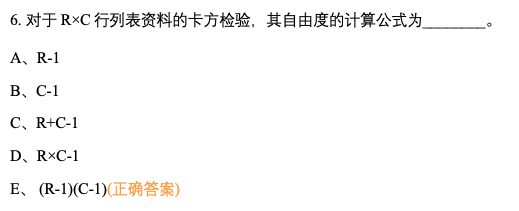 6. 对于 R×C 行列表资料的卡方检验，其自由度的计算公式为________。
A、R-1
B、C-1
C、R+C-1
D、R×C-1
E、 (R-1)(C-1)(正确答案)